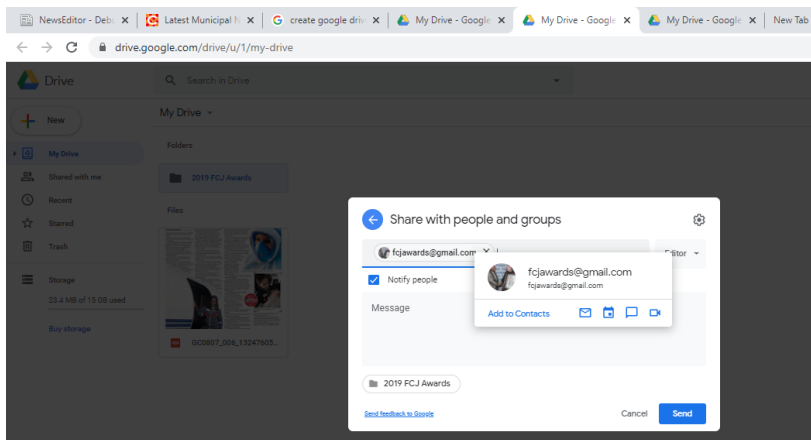 NewsEditor - Deb
Latest Municipal N
create google driv
My Drive - Google
My Drive - Google
My Drive - Google
New Tab
drive.google.com/drive/u/1/my-drive
Drive
Search in Drive
New
My Drive
My Drive
Shared with me
Recent
Starred
Trash
Storage
23.4 MB of 15 GB used
Buy storage
Folders
2019 FCJ Awards
Files
GC0807_006_13247605...
Share with people and groups
fcjawards@gmail.com
Editor
Notify people
fcjawards@gmail.com
fcjawards@gmail.com
Add to Contacts
Message
2019 FCJ Awards
Send feedback to Google
Cancel
Send